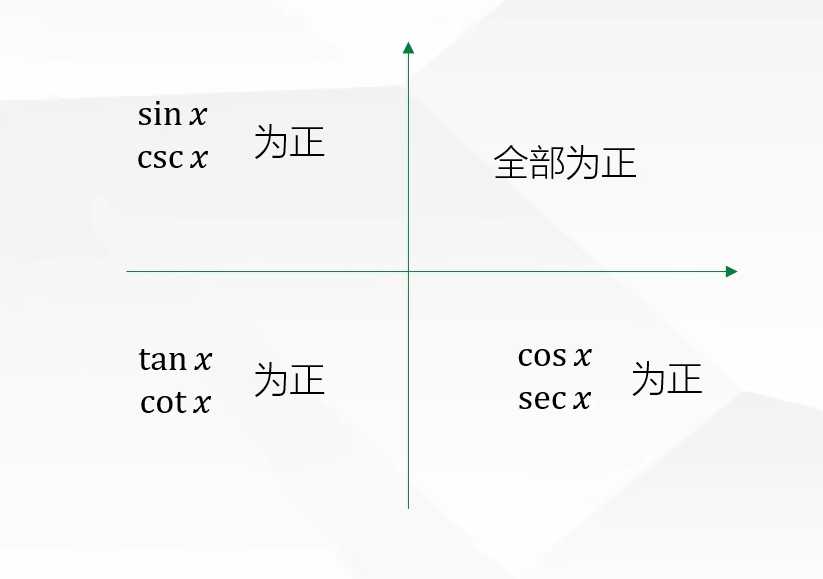 sin x
csc x
为正
全部为正
tan x
cot x
为正
cos x
sec x
为正